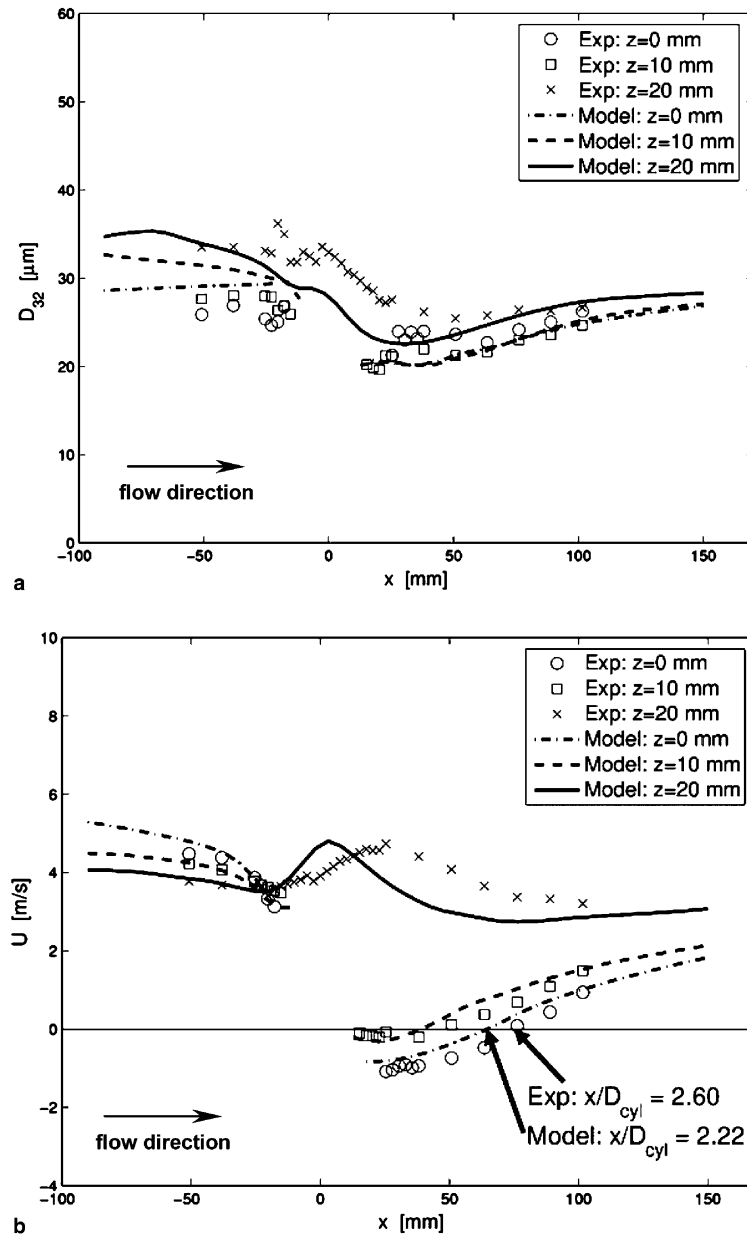 60
50
40
30
20
10
0
D32 [μm]
Exp: z=0 mm
Exp: z=10 mm
Exp: z=20 mm
Model: z=0 mm
Model: z=10 mm
Model: z=20 mm
flow direction
−100
−50
0
50
100
150
x [mm]
a
10
8
6
4
2
0
−2
−4
U [m/s]
Exp: z=0 mm
Exp: z=10 mm
Exp: z=20 mm
Model: z=0 mm
Model: z=10 mm
Model: z=20 mm
Exp: x/Dcyl = 2.60
Model: x/Dcyl = 2.22
flow direction
−100
−50
0
50
100
150
x [mm]
b